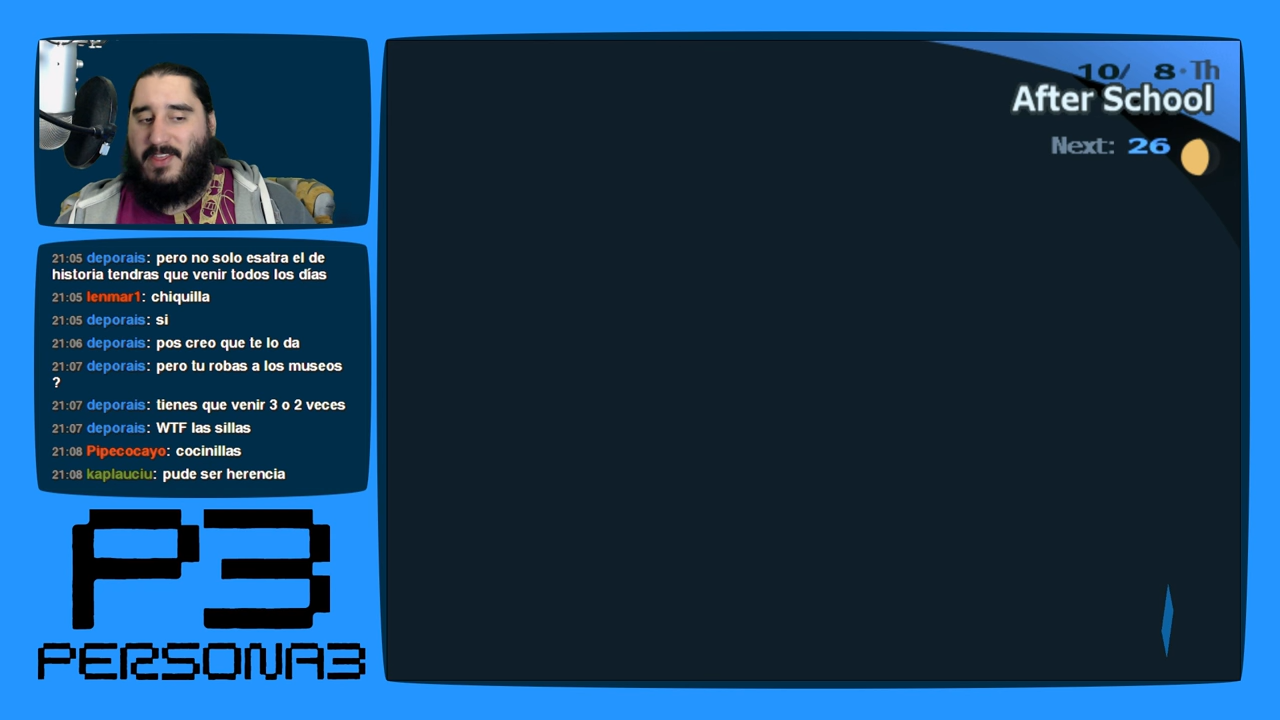 10/ 8·Th
After School
Next: 26
21:05 deporais: pero no solo esatra el de
historia tendras que venir todos los días
21:05 lenmar1: chiquilla
21:05 deporais: si
21:06 deporais: pos creo que te lo da
21:07 deporais: pero tu robas a los museos
?
21:07 deporais: tienes que venir 3 o 2 veces
21:07 deporais: WTF las sillas
21:08 Pipecocayo: cocinillas
21:08 kaplauciu: pude ser herencia
P3
PERSONA3